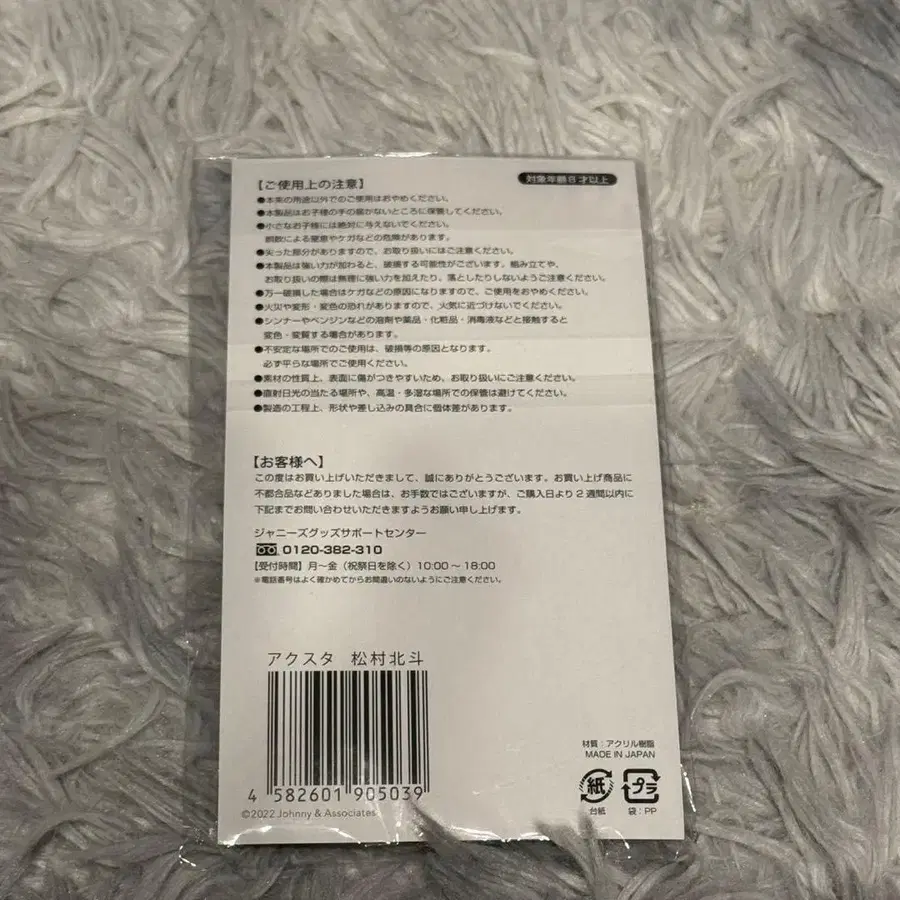 【ご使用上の注意】
対象年齢8才以上
●本来の用途以外でのご使用はおやめください。
●本製品はお子様の手の届かないところに保管してください。
●小さなお子様には絶対に与えないでください。
誤飲による窒息やケガなどの危険があります。
●尖った部分がありますので、お取り扱いにはご注意ください。
●本製品は強い力が加わると、破損する可能性がございます。組み立てや、
お取り扱いの際は無理に強い力を加えたり、落としたりしないようご注意ください。
●万一破損した場合はケガなどの原因になりますので、ご使用をおやめください。
●火災や変形・変色の恐れがありますので、火気に近づけないでください。
●シンナーやベンジンなどの溶剤や薬品・化粧品・消毒液などと接触すると
変色・変質する場合があります。
●不安定な場所でのご使用は、破損等の原因となります。
必ず平らな場所でご使用ください。
●素材の性質上、表面に傷がつきやすいため、お取り扱いにご注意ください。
●直射日光の当たる場所や、高温・多湿な場所での保管は避けてください。
●製造の工程上、形状や差し込みの具合に個体差があります。
【お客様へ】
この度はお買い上げいただきまして、誠にありがとうございます。お買い上げ商品に
不都合品などありました場合は、お手数ではございますが、ご購入日より2週間以内に
下記までお問い合わせいただきますようお願い申し上げます。
ジャニーズグッズサポートセンター
0120-382-310
【受付時間】月～金（祝祭日を除く）10:00～18:00
※電話番号はよく確かめてからお間違いのないようにご注意ください。
アクスタ 松村北斗
4 582601 905039
©2022 Johnny & Associates
材質：アクリル樹脂
MADE IN JAPAN
紙 プラ
台紙 袋：PP